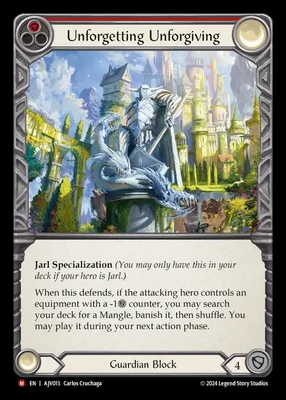 Unforgetting Unforgiving
Jarl Specialization (You may only have this in your
deck if your hero is Jarl.)
When this defends, if the attacking hero controls an
equipment with a -1 counter, you may search
your deck for a Mangle, banish it, then shuffle. You
may play it during your next action phase.
Guardian Block
4
M EN | AJV013 Carlos Cruchaga
© 2024 Legend Story Studios